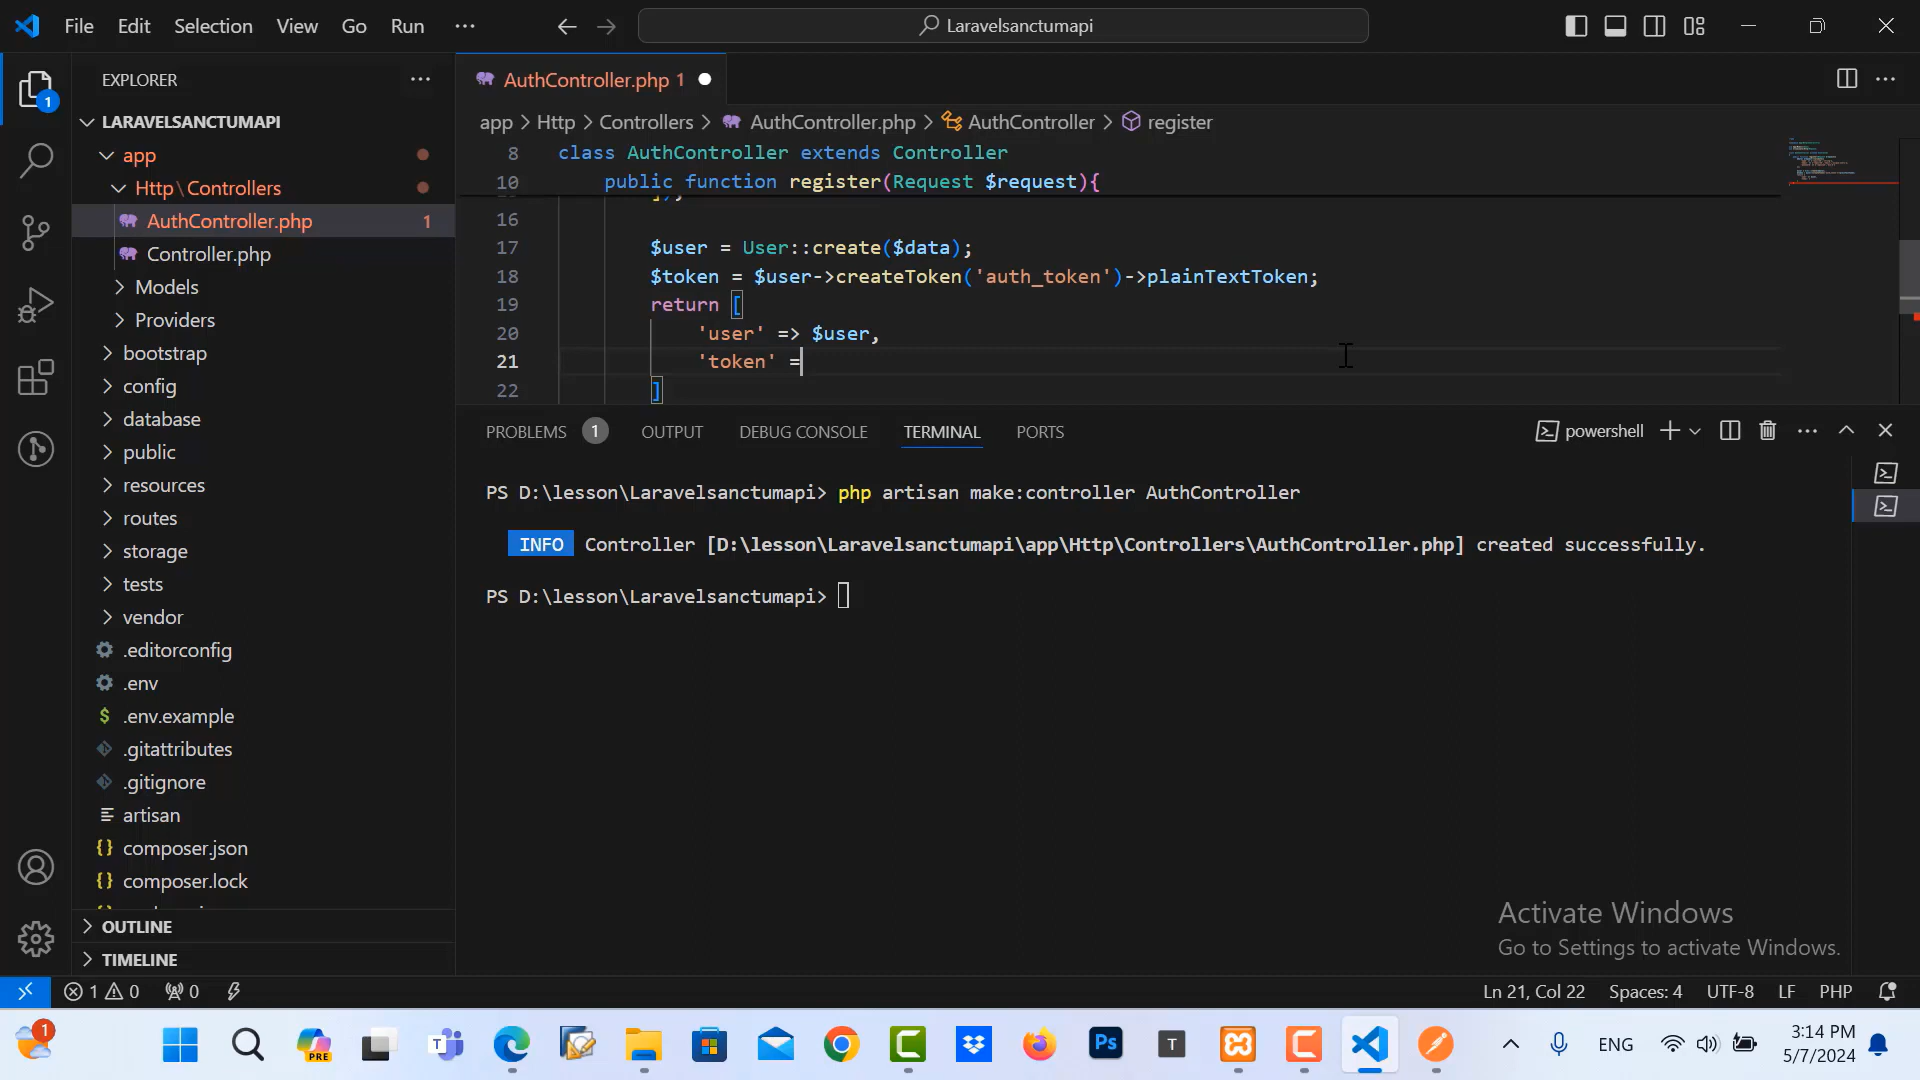 File Edit Selection View Go Run ···
Laravelsanctumapi
EXPLORER
AuthController.php 1
LARAVELSANCTUMAPI
app > Http > Controllers > AuthController.php > AuthController > register
app
Http\Controllers
AuthController.php 1
Controller.php
Models
Providers
bootstrap
config
database
public
resources
routes
storage
tests
vendor
.editorconfig
.env
.env.example
.gitattributes
.gitignore
artisan
composer.json
composer.lock
OUTLINE
TIMELINE
8 class AuthController extends Controller
10 public function register(Request $request){
16
17 $user = User::create($data);
18 $token = $user->createToken('auth_token')->plainTextToken;
19 return [
20 'user' => $user,
21 'token' =
22 ]
PROBLEMS 1 OUTPUT DEBUG CONSOLE TERMINAL PORTS
powershell
PS D:\lesson\Laravelsanctumapi> php artisan make:controller AuthController
INFO Controller [D:\lesson\Laravelsanctumapi\app\Http\Controllers\AuthController.php] created successfully.
PS D:\lesson\Laravelsanctumapi>
Activate Windows
Go to Settings to activate Windows.
1 0 0
Ln 21, Col 22 Spaces: 4 UTF-8 LF PHP
1
PRE
T
Ps
T
ENG
3:14 PM
5/7/2024